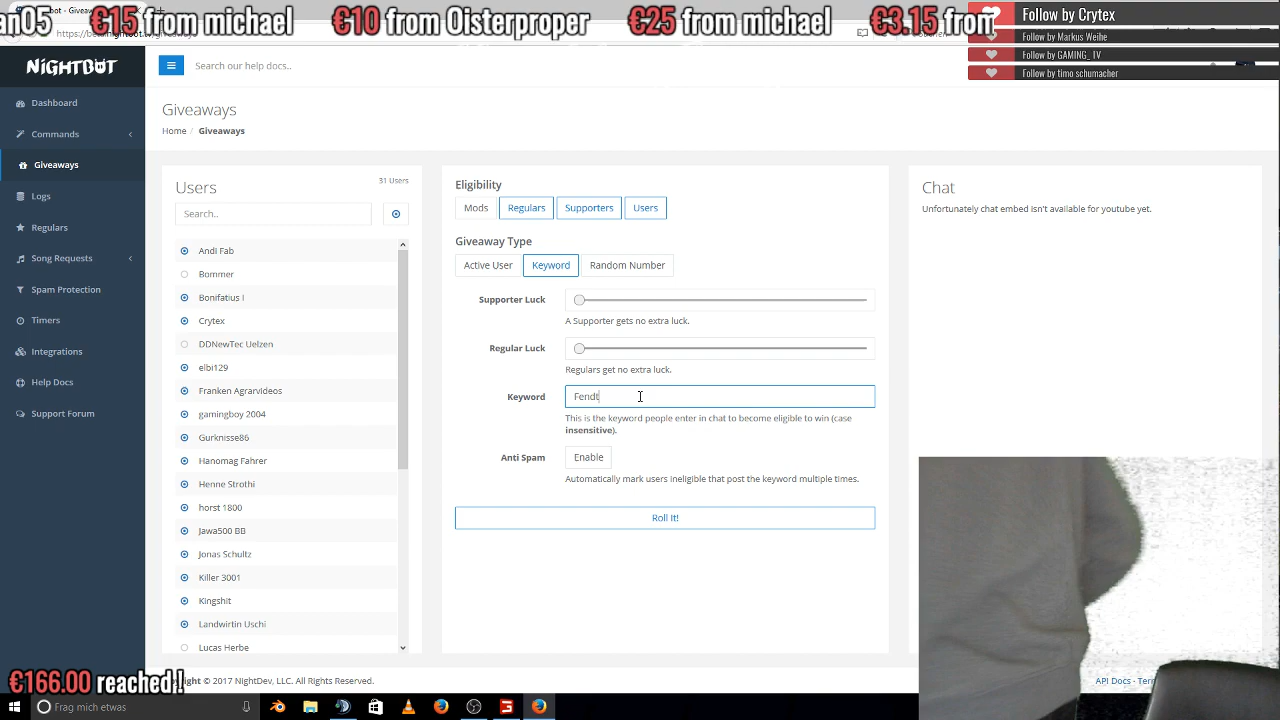 an05 €15 from michael €10 from Oisterproper €25 from michael €3.15 from
Follow by Crytex
Follow by Markus Weihe
Follow by GAMING_ TV
Follow by timo schumacher
NIGHTBOT
Search our help docs..
Dashboard
Commands
Giveaways
Logs
Regulars
Song Requests
Spam Protection
Timers
Integrations
Help Docs
Support Forum
Giveaways
Home / Giveaways
Users
31 Users
Search..
Andi Fab
Bommer
Bonifatius I
Crytex
DDNewTec Uelzen
elbi129
Franken Agrarvideos
gamingboy 2004
Gurknisse86
Hanomag Fahrer
Henne Strothi
horst 1800
Jawa500 BB
Jonas Schultz
Killer 3001
Kingshit
Landwirtin Uschi
Lucas Herbe
Eligibility
Mods Regulars Supporters Users
Giveaway Type
Active User Keyword Random Number
Supporter Luck
A Supporter gets no extra luck.
Regular Luck
Regulars get no extra luck.
Keyword Fendt
This is the keyword people enter in chat to become eligible to win (case
insensitive).
Anti Spam Enable
Automatically mark users ineligible that post the keyword multiple times.
Roll It!
Chat
Unfortunately chat embed isn't available for youtube yet.
€166.00 reached!!
© 2017 NightDev, LLC. All Rights Reserved.
API Docs
Frag mich etwas